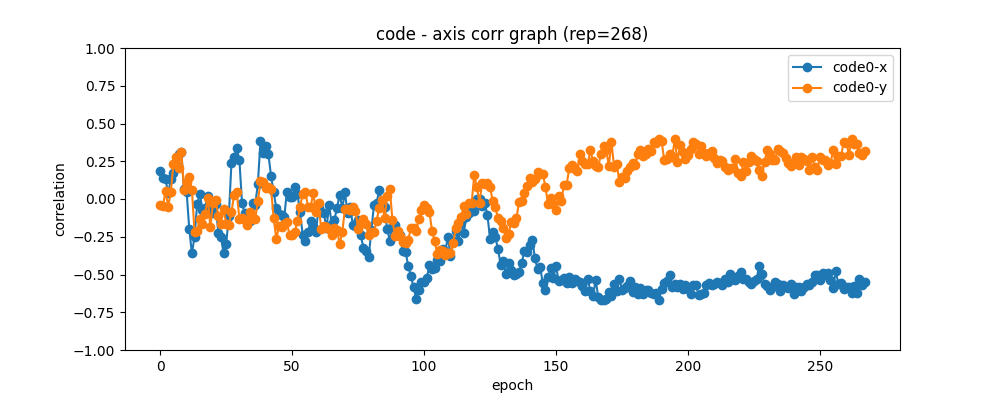 code - axis corr graph (rep=268)
code0-x
code0-y
correlation
1.00
0.75
0.50
0.25
0.00
−0.25
−0.50
−0.75
−1.00
0 50 100 150 200 250
epoch